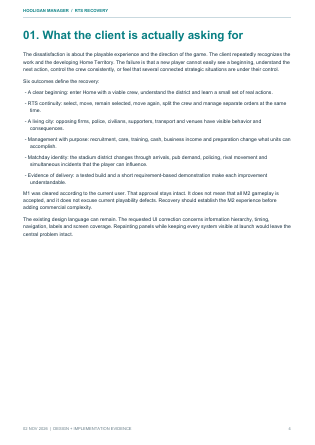 HOOLIGAN MANAGER / RTS RECOVERY
01. What the client is actually asking for
The dissatisfaction is about the playable experience and the direction of the game. The client repeatedly recognizes the
work and the developing Home Territory. The failure is that a new player cannot easily see a beginning, understand the
next action, control the crew consistently, or feel that several connected strategic situations are under their control.
Six outcomes define the recovery:
- A clear beginning: enter Home with a viable crew, understand the district and learn a small set of real actions.
- RTS continuity: select, move, remain selected, move again, split the crew and manage separate orders at the same
time.
- A living city: opposing firms, police, civilians, supporters, transport and venues have visible behavior and
consequences.
- Management with purpose: recruitment, care, training, cash, business income and preparation change what units can
accomplish.
- Matchday identity: the stadium district changes through arrivals, pub demand, policing, rival movement and
simultaneous incidents that the player can influence.
- Evidence of delivery: a tested build and a short requirement-based demonstration make each improvement
understandable.
M1 was cleared according to the current user. That approval stays intact. It does not mean that all M2 gameplay is
accepted, and it does not excuse current playability defects. Recovery should establish the M2 experience before
adding commercial complexity.
The existing design language can remain. The requested UI correction concerns information hierarchy, timing,
navigation, labels and screen coverage. Repainting panels while keeping every system visible at launch would leave the
central problem intact.
DESIGN + IMPLEMENTATION EVIDENCE